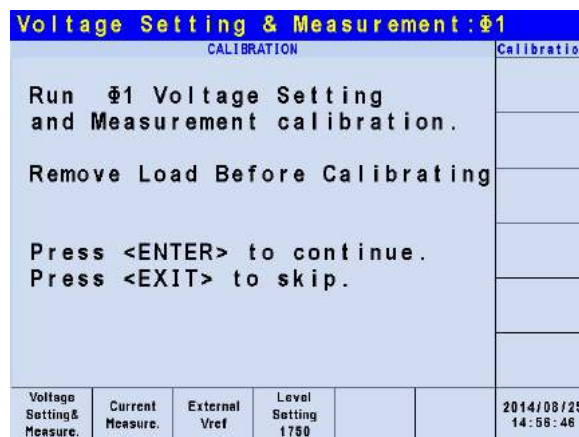 Voltage Setting & Measurement:Φ1
CALIBRATION
Calibratio
Run Φ1 Voltage Setting
and Measurement calibration.
Remove Load Before Calibrating
Press <ENTER> to continue.
Press <EXIT> to skip.
Voltage
Setting&
Measure.
Current
Measure.
External
Vref
Level
Setting
1750
2014/08/25
14:56:46